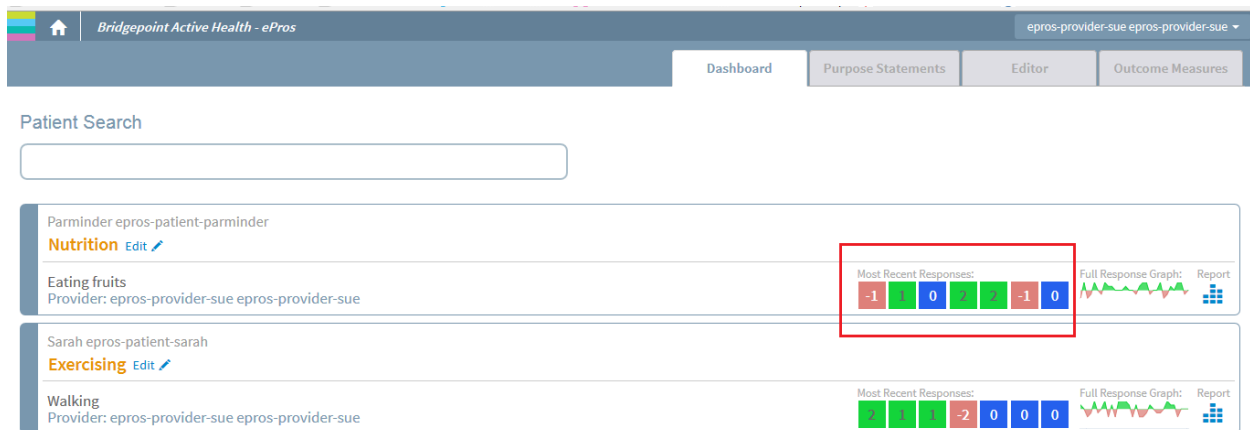 Bridgepoint Active Health - ePros
epros-provider-sue epros-provider-sue
Dashboard Purpose Statements Editor Outcome Measures
Patient Search
Parminder epros-patient-parminder
Nutrition Edit
Eating fruits
Provider: epros-provider-sue epros-provider-sue
Most Recent Responses: Full Response Graph: Report
-1 1 0 2 2 -1 0
Sarah epros-patient-sarah
Exercising Edit
Walking
Provider: epros-provider-sue epros-provider-sue
Most Recent Responses: Full Response Graph: Report
2 1 1 -2 0 0 0